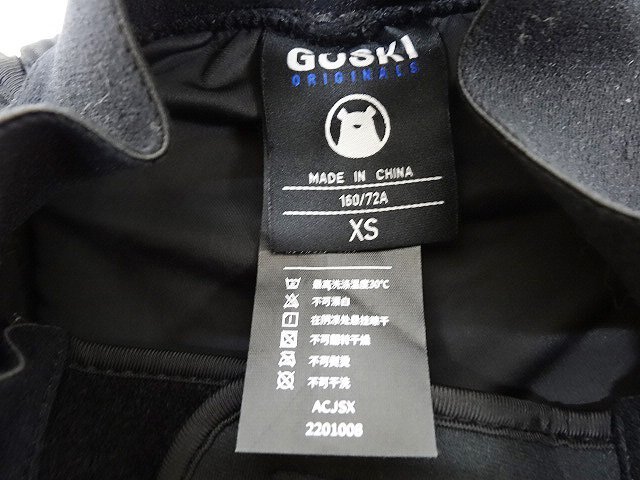 GOSKI
ORIGINALS
MADE IN CHINA
160/72A
XS
最高洗涤温度30℃
不可漂白
在阴凉处悬挂晾干
不可翻转干燥
不可熨烫
不可干洗
ACJSX
2201008